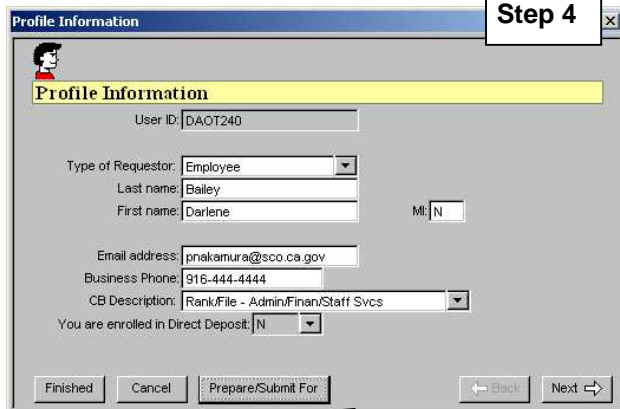 Step 4
Profile Information
Profile Information
User ID: DAOT240
Type of Requestor: Employee
Last name: Bailey
First name: Darlene MI: N
Email address: pnakamura@sco.ca.gov
Business Phone: 916-444-4444
CB Description: Rank/File - Admin/Finan/Staff Svcs
You are enrolled in Direct Deposit: N
Finished Cancel Prepare/Submit For Back Next